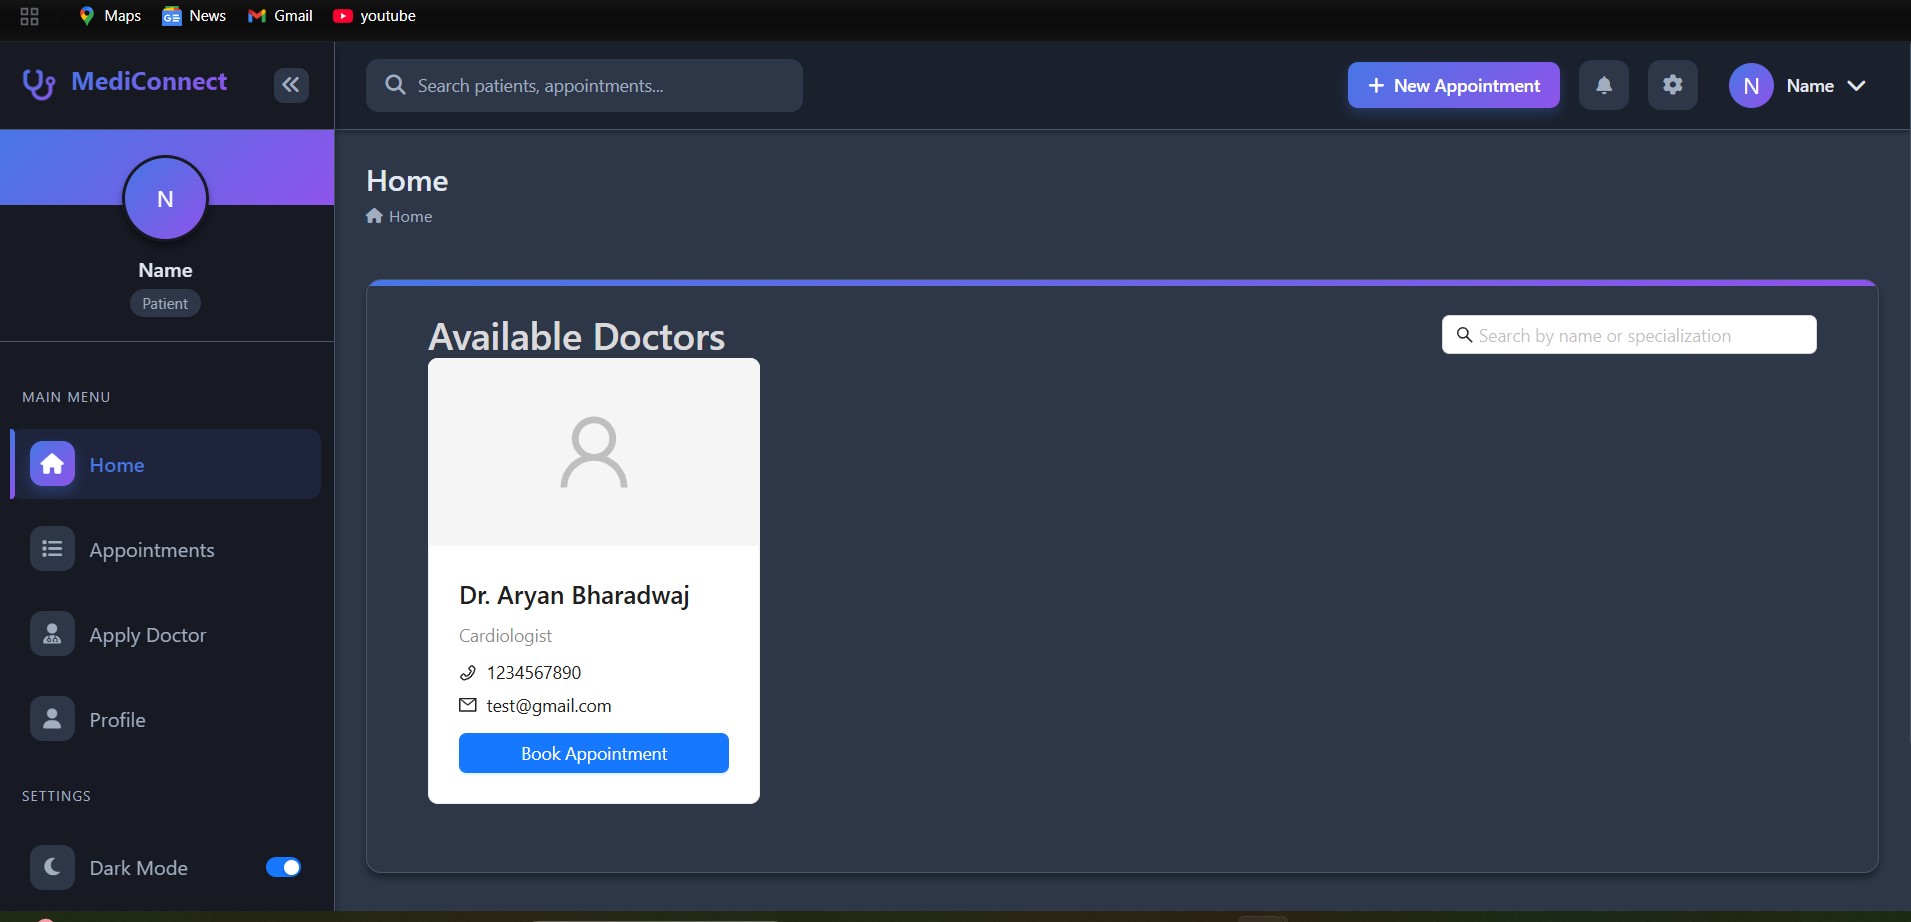 Maps News Gmail youtube
MediConnect
Search patients, appointments...
New Appointment
N Name
N
Name
Patient
MAIN MENU
Home
Appointments
Apply Doctor
Profile
SETTINGS
Dark Mode
Home
Home
Available Doctors
Search by name or specialization
Dr. Aryan Bharadwaj
Cardiologist
1234567890
test@gmail.com
Book Appointment